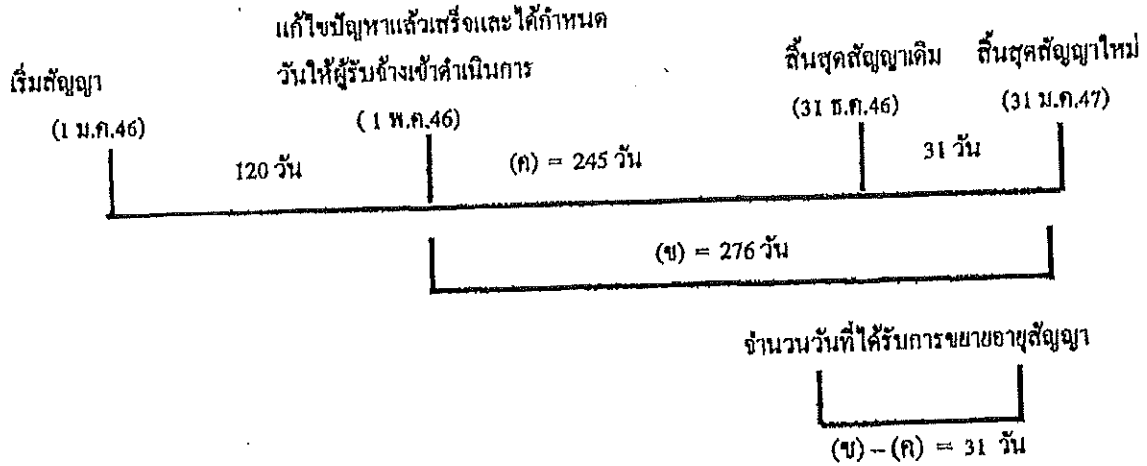 แก้ไขปัญหาแล้วเสร็จและได้กำหนด
วันให้ผู้รับจ้างเข้าดำเนินการ
(1 พ.ค.46)
เริ่มสัญญา
(1 ม.ค.46)
สิ้นสุดสัญญาเดิม
(31 ธ.ค.46)
สิ้นสุดสัญญาใหม่
(31 ม.ค.47)
120 วัน
(ค) = 245 วัน
31 วัน
(ข) = 276 วัน
จำนวนวันที่ได้รับการขยายอายุสัญญา
(ข) – (ค) = 31 วัน